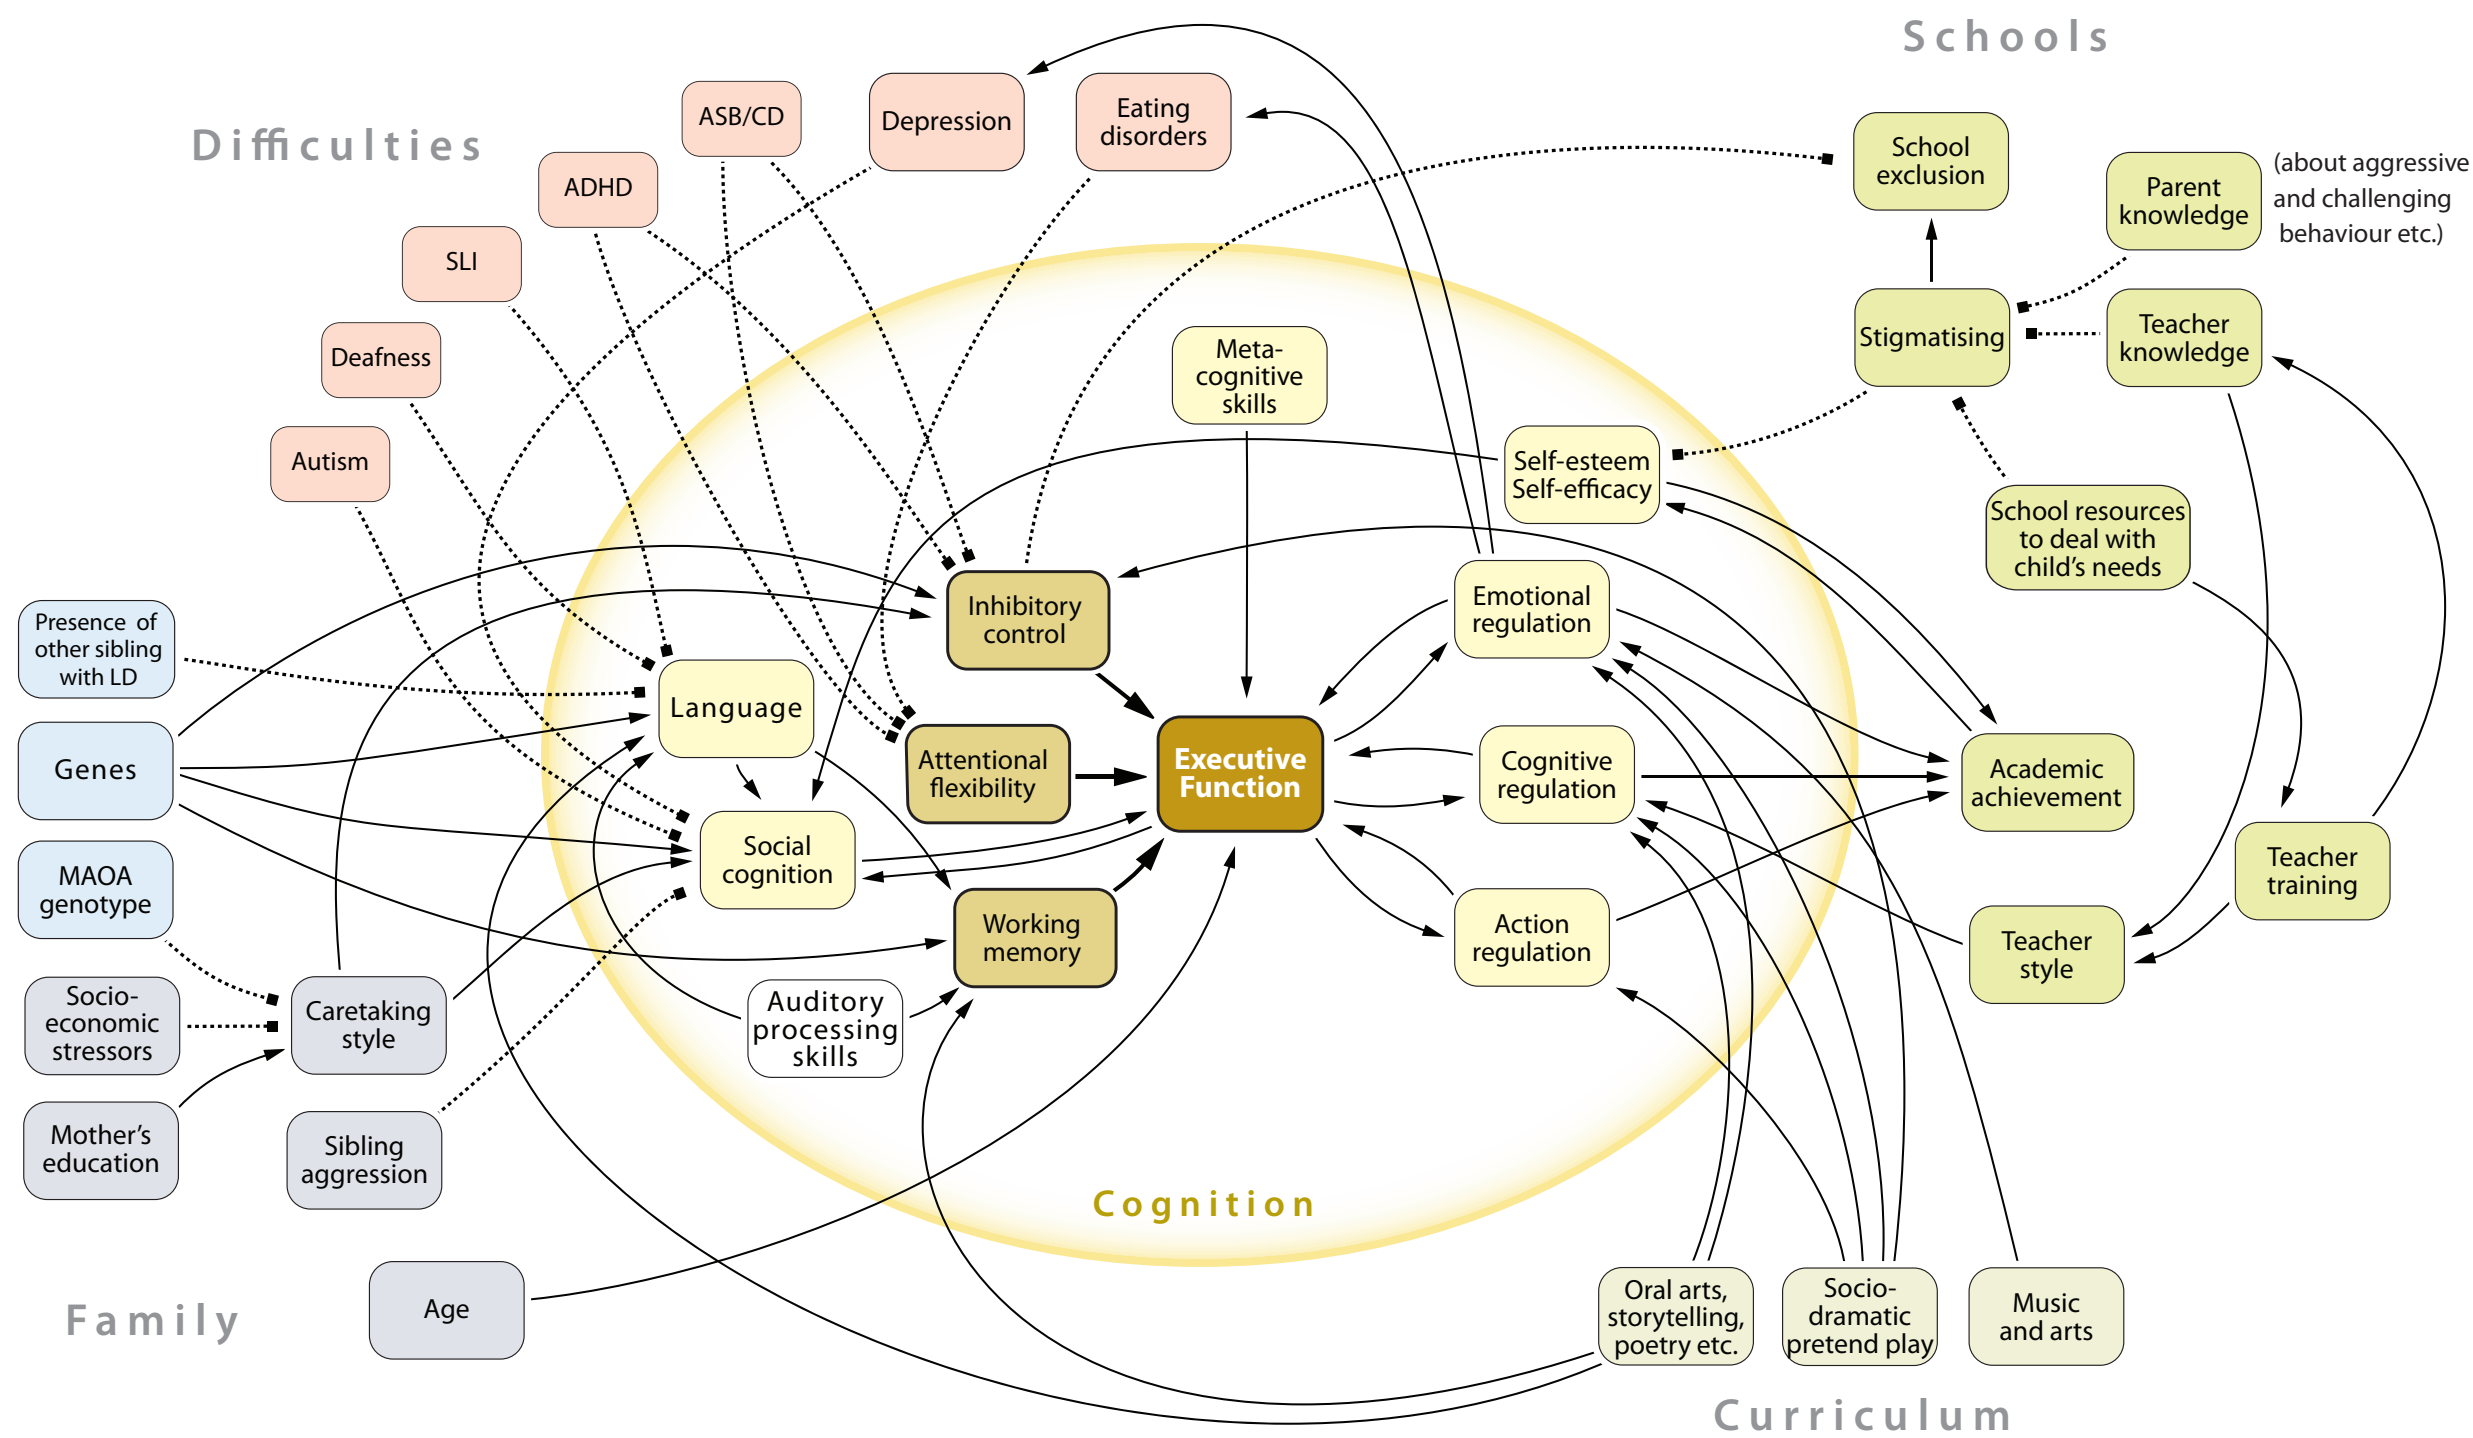 Schools
Difficulties
ASB/CD
Depression
Eating
disorders
ADHD
SLI
Deafness
Autism
School
exclusion
Parent
knowledge
(about aggressive
and challenging
behaviour etc.)
Stigmatising
Teacher
knowledge
Meta-
cognitive
skills
Self-esteem
Self-efficacy
School resources
to deal with
child's needs
Presence of
other sibling
with LD
Inhibitory
control
Emotional
regulation
Language
Genes
Attentional
flexibility
Executive
Function
Cognitive
regulation
Academic
achievement
Social
cognition
MAOA
genotype
Teacher
training
Working
memory
Action
regulation
Teacher
style
Socio-
economic
stressors
Caretaking
style
Auditory
processing
skills
Mother's
education
Sibling
aggression
Cognition
Family
Age
Oral arts,
storytelling,
poetry etc.
Socio-
dramatic
pretend play
Music
and arts
Curriculum